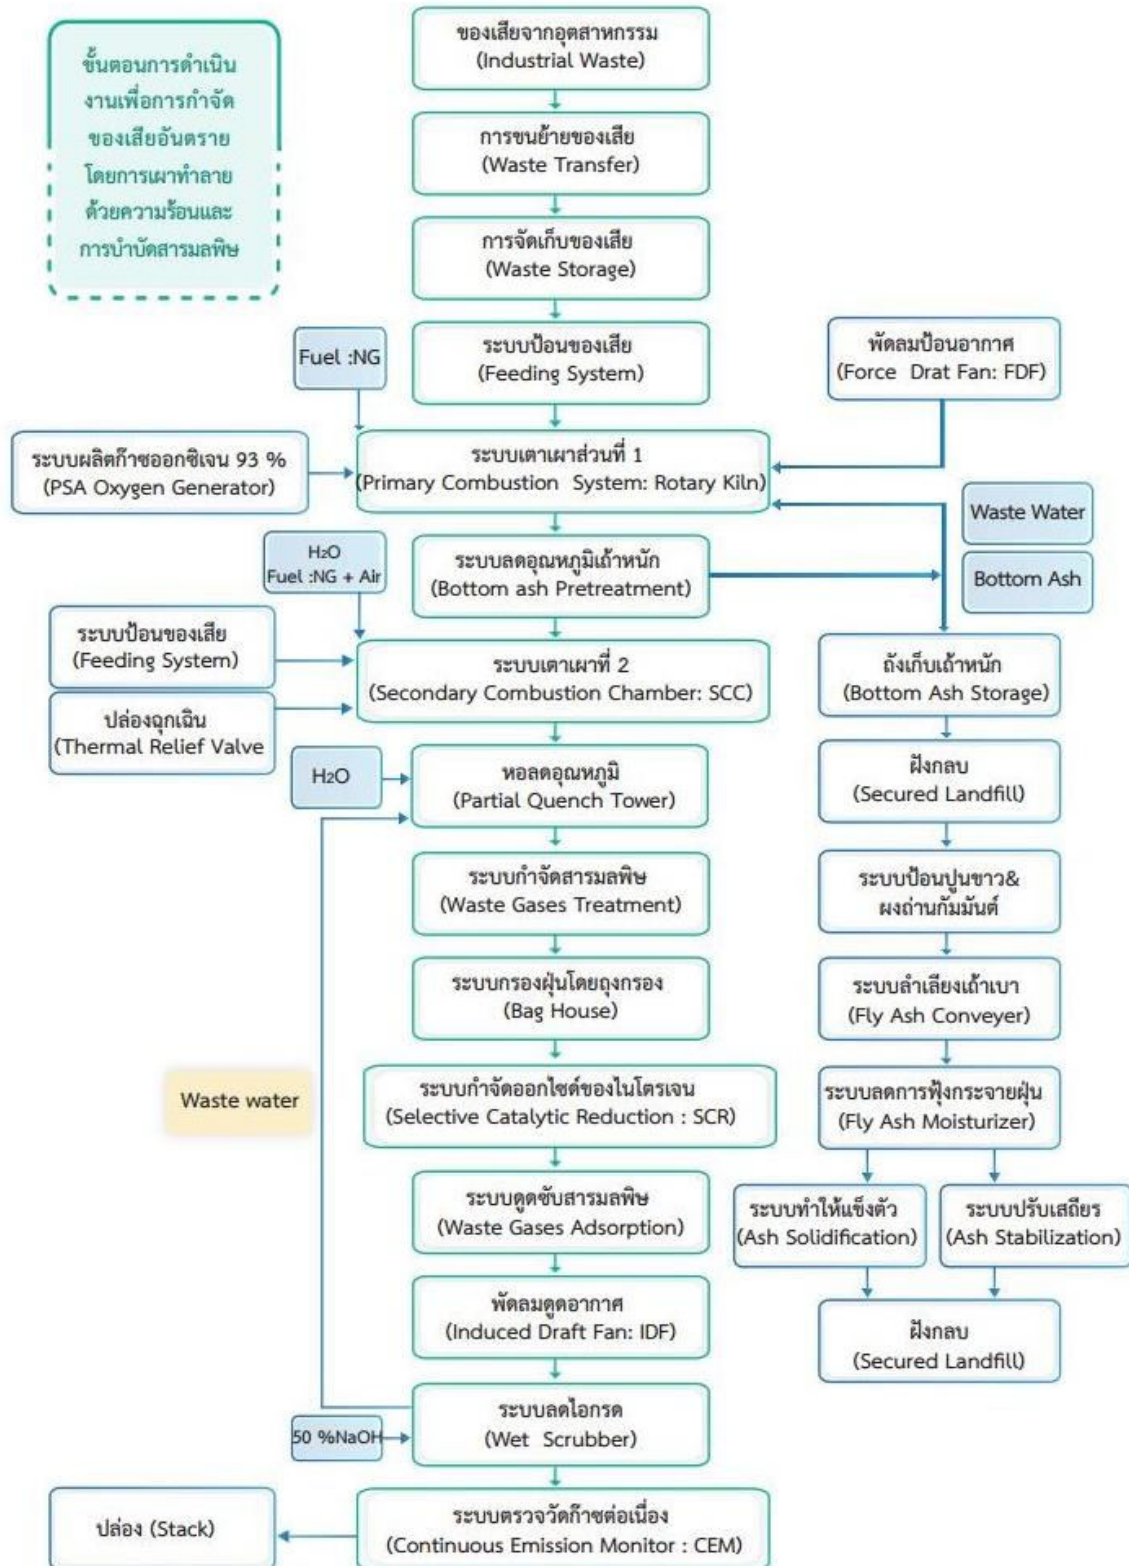 ขั้นตอนการดำเนิน
งานเพื่อการกำจัด
ของเสียอันตราย
โดยการเผาทำลาย
ด้วยความร้อนและ
การบำบัดสารมลพิษ
ของเสียจากอุตสาหกรรม
(Industrial Waste)
การขนย้ายของเสีย
(Waste Transfer)
การจัดเก็บของเสีย
(Waste Storage)
Fuel :NG
ระบบป้อนของเสีย
(Feeding System)
พัดลมป้อนอากาศ
(Force Drat Fan: FDF)
ระบบผลิตก๊าซออกซิเจน 93 %
(PSA Oxygen Generator)
ระบบเตาเผาส่วนที่ 1
(Primary Combustion System: Rotary Kiln)
Waste Water
H₂O
Fuel :NG + Air
ระบบลดอุณหภูมิเถ้าหนัก
(Bottom ash Pretreatment)
Bottom Ash
ระบบป้อนของเสีย
(Feeding System)
ระบบเตาเผาที่ 2
(Secondary Combustion Chamber: SCC)
ถังเก็บเถ้าหนัก
(Bottom Ash Storage)
ปล่องฉุกเฉิน
(Thermal Relief Valve
H₂O
หอลดอุณหภูมิ
(Partial Quench Tower)
ฝังกลบ
(Secured Landfill)
ระบบกำจัดสารมลพิษ
(Waste Gases Treatment)
ระบบป้อนปูนขาว&
ผงถ่านกัมมันต์
ระบบกรองฝุ่นโดยถุงกรอง
(Bag House)
ระบบลำเลียงเถ้าเบา
(Fly Ash Conveyer)
Waste water
ระบบกำจัดออกไซด์ของไนโตรเจน
(Selective Catalytic Reduction : SCR)
ระบบลดการฟุ้งกระจายฝุ่น
(Fly Ash Moisturizer)
ระบบดูดซับสารมลพิษ
(Waste Gases Adsorption)
ระบบทำให้แข็งตัว
(Ash Solidification)
ระบบปรับเสถียร
(Ash Stabilization)
พัดลมดูดอากาศ
(Induced Draft Fan: IDF)
ฝังกลบ
(Secured Landfill)
50 %NaOH
ระบบลดไอกรด
(Wet Scrubber)
ปล่อง (Stack)
ระบบตรวจวัดก๊าซต่อเนื่อง
(Continuous Emission Monitor : CEM)